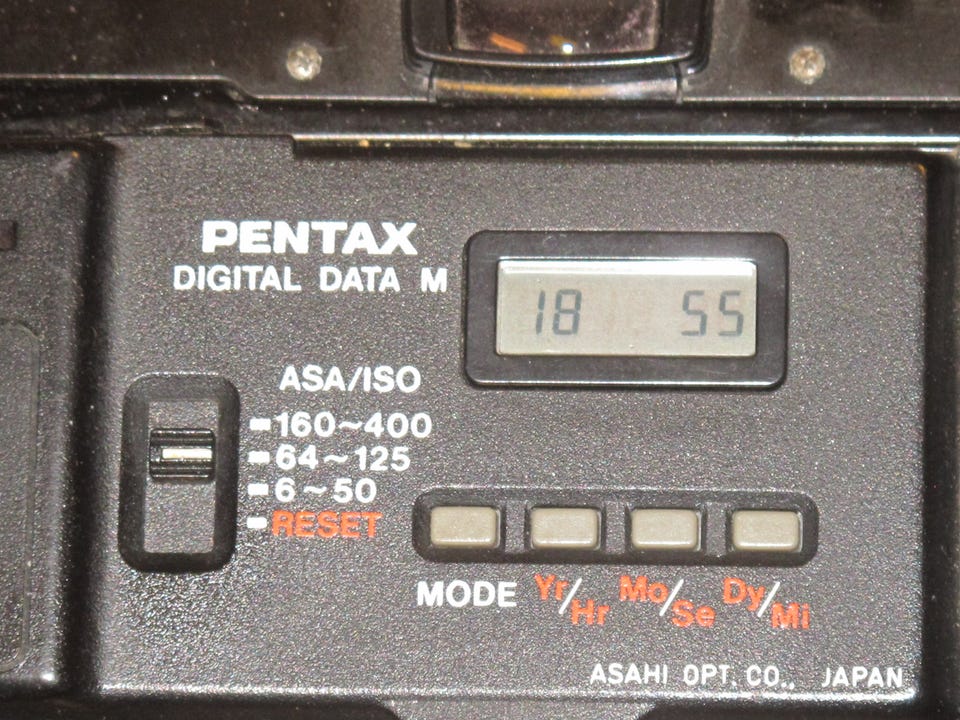 PENTAX
DIGITAL DATA M
18 55
ASA/ISO
160~400
64~125
6~50
RESET
MODE Yr/Hr Mo/Se Dy/Mi
ASAHI OPT. CO., JAPAN